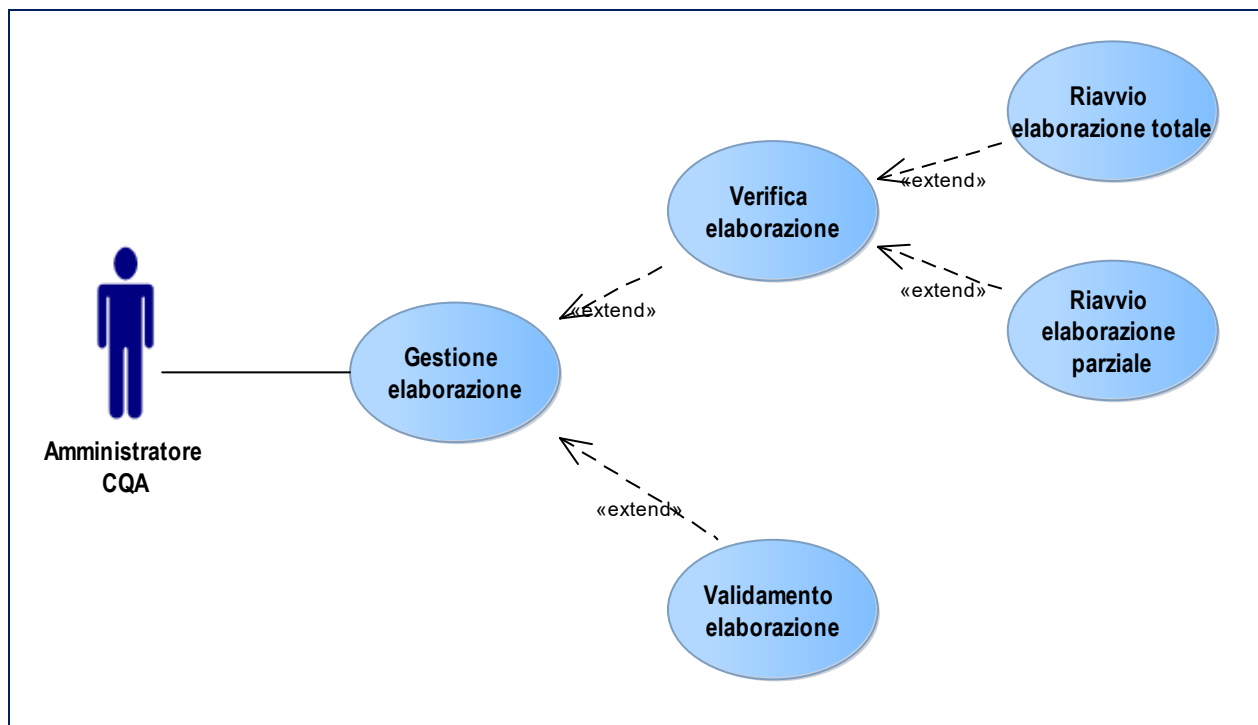 Riavvio
elaborazione totale
Verifica
elaborazione
«extend»
Riavvio
elaborazione
parziale
«extend»
«extend»
Gestione
elaborazione
Amministratore
CQA
«extend»
Validamento
elaborazione